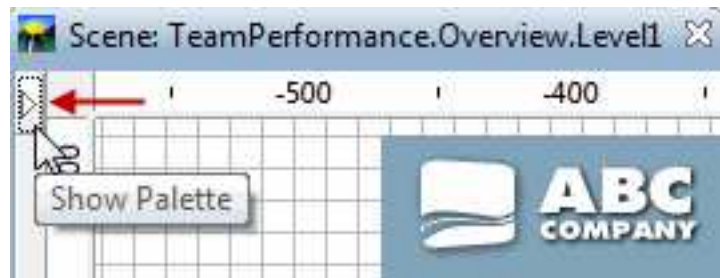 Scene: TeamPerformance.Overview.Level1
-500
-400
Show Palette
ABC
COMPANY